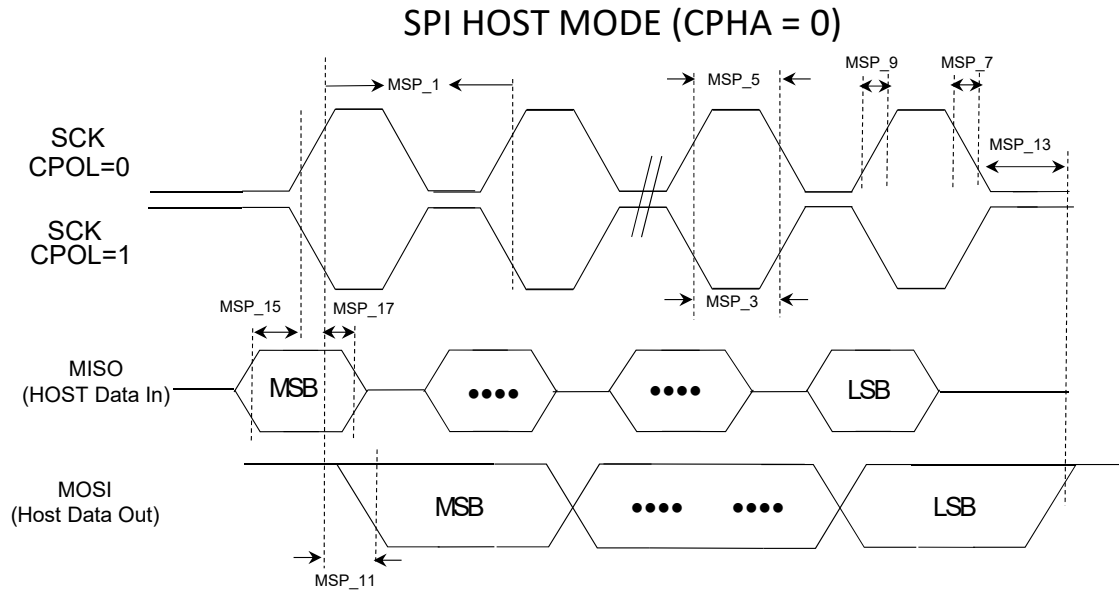 SPI HOST MODE (CPHA = 0)
MSP_1
MSP_5
MSP_9
MSP_7
SCK
CPOL=0
MSP_13
SCK
CPOL=1
MSP_3
MSP_15
MSP_17
MISO
(HOST Data In)
MSB
••••
••••
LSB
MOSI
(Host Data Out)
MSB
••••
••••
LSB
MSP_11